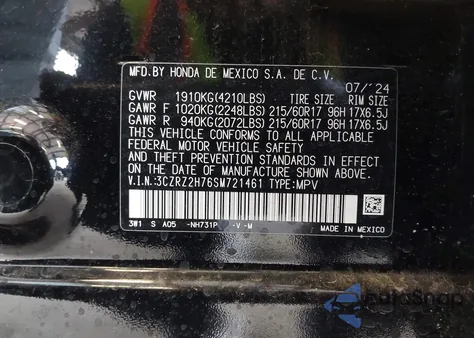 MFD.BY HONDA DE MEXICO S.A. DE C.V.
07/'24
GVWR 1910KG(4210LBS) TIRE SIZE RIM SIZE
GAWR F 1020KG(2248LBS) 215/60R17 96H 17X6.5J
GAWR R 940KG(2072LBS) 215/60R17 96H 17X6.5J
THIS VEHICLE CONFORMS TO ALL APPLICABLE
FEDERAL MOTOR VEHICLE SAFETY
AND THEFT PREVENTION STANDARDS IN EFFECT
ON THE DATE OF MANUFACTURE SHOWN ABOVE.
V.I.N.:3CZRZ2H76SM721461 TYPE:MPV
3W1 S A05 -NH731P -V-M MADE IN MEXICO
AutoSnap